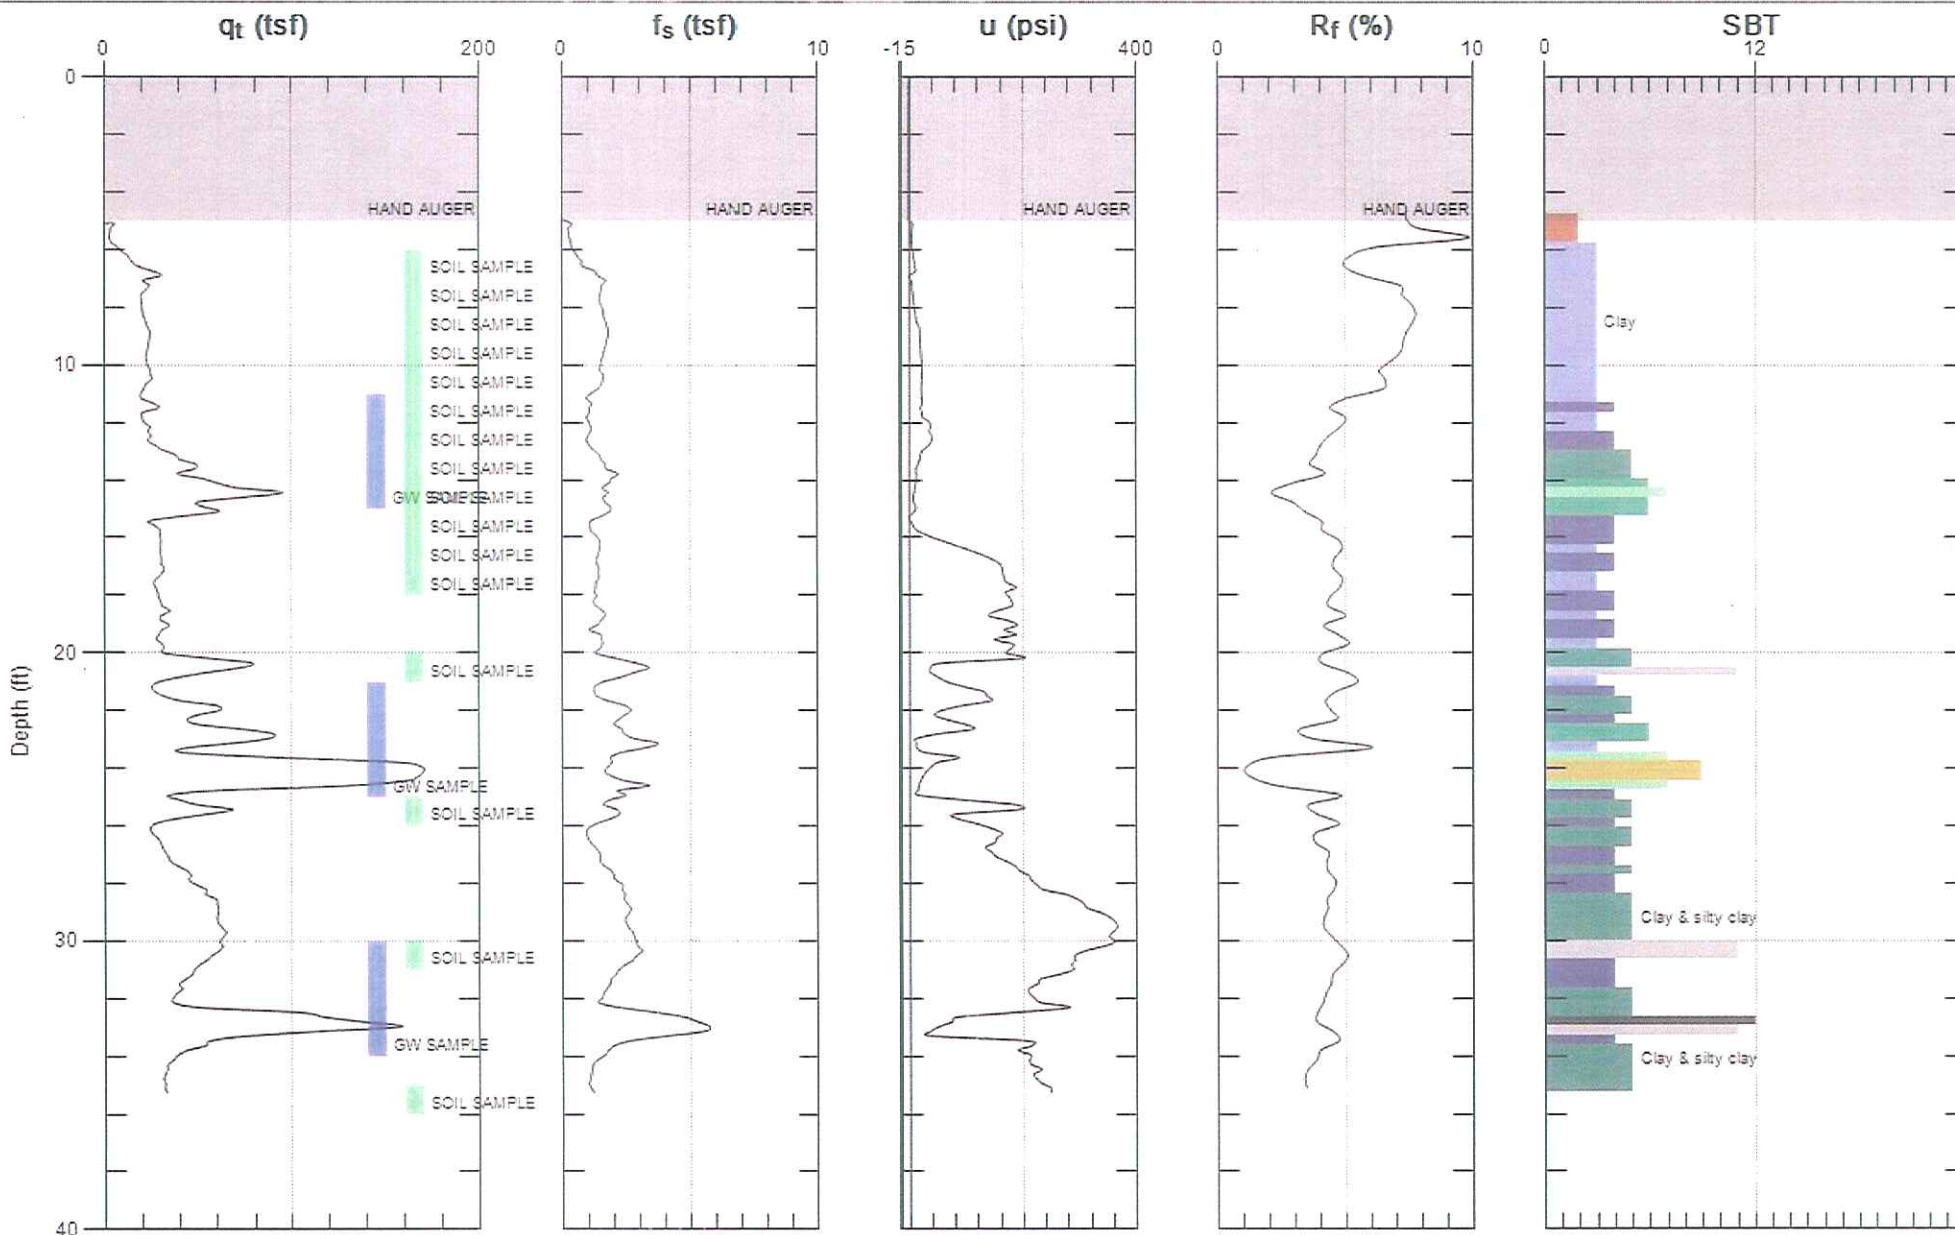 qt (tsf) fs (tsf) u (psi) Rf (%) SBT
0 200 0 10 -15 400 0 10 0 12
0
HAND AUGER HAND AUGER HAND AUGER HAND AUGER
SOIL SAMPLE
SOIL SAMPLE
SOIL SAMPLE
Clay
SOIL SAMPLE
10
SOIL SAMPLE
SOIL SAMPLE
SOIL SAMPLE
SOIL SAMPLE
GW SAMPLE SOIL SAMPLE
SOIL SAMPLE
SOIL SAMPLE
SOIL SAMPLE
20
SOIL SAMPLE
Depth (ft)
GW SAMPLE
SOIL SAMPLE
Clay & silty clay
30
SOIL SAMPLE
GW SAMPLE
Clay & silty clay
SOIL SAMPLE
40